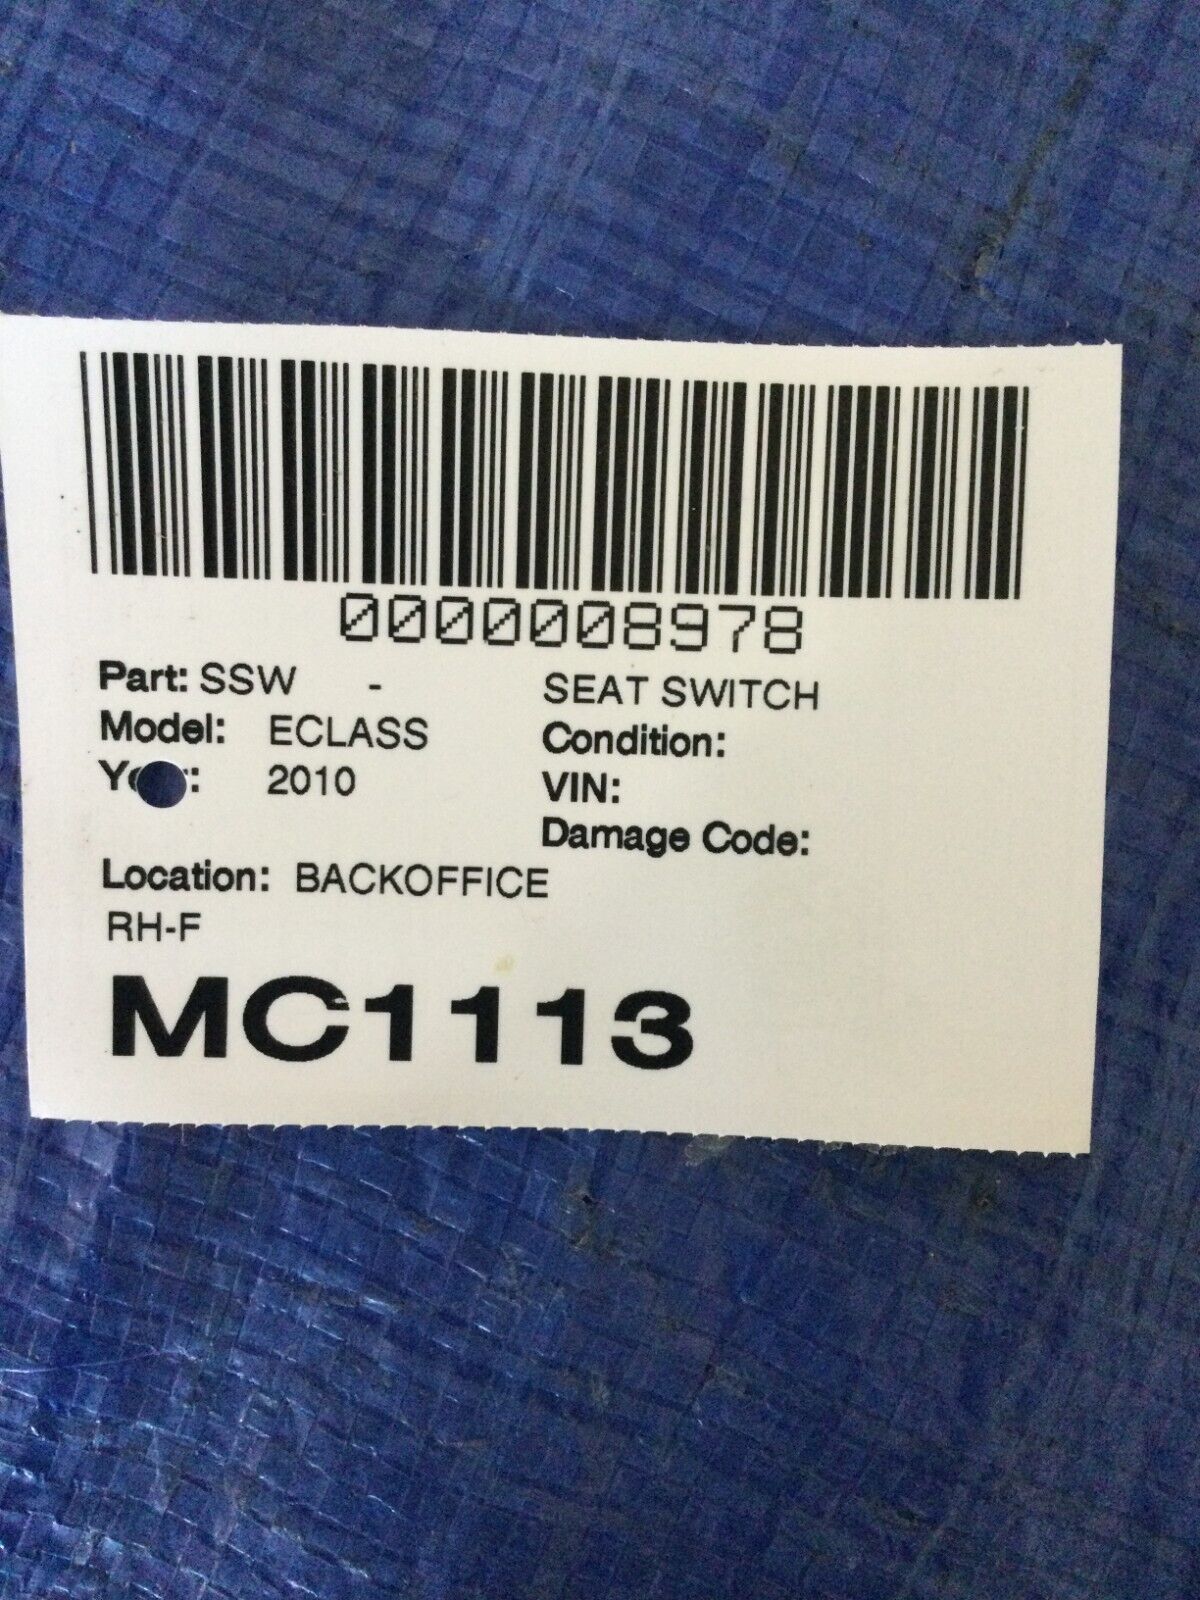 0000008978
Part: SSW - SEAT SWITCH
Model: ECLASS Condition:
2010 VIN:
Damage Code:
Location: BACKOFFICE
RH-F
MC1113